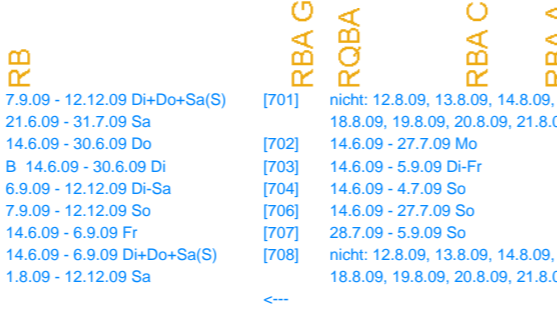 RB RBA G RQBA RBA C
7.9.09 - 12.12.09 Di+Do+Sa(S) [701] nicht: 12.8.09, 13.8.09, 14.8.09,
21.6.09 - 31.7.09 Sa 18.8.09, 19.8.09, 20.8.09, 21.8.0
14.6.09 - 30.6.09 Do [702] 14.6.09 - 27.7.09 Mo
B 14.6.09 - 30.6.09 Di [703] 14.6.09 - 5.9.09 Di-Fr
6.9.09 - 12.12.09 Di-Sa [704] 14.6.09 - 4.7.09 So
7.9.09 - 12.12.09 So [706] 14.6.09 - 27.7.09 So
14.6.09 - 6.9.09 Fr [707] 28.7.09 - 5.9.09 So
14.6.09 - 6.9.09 Di+Do+Sa(S) [708] nicht: 12.8.09, 13.8.09, 14.8.09,
1.8.09 - 12.12.09 Sa 18.8.09, 19.8.09, 20.8.09, 21.8.0
<---